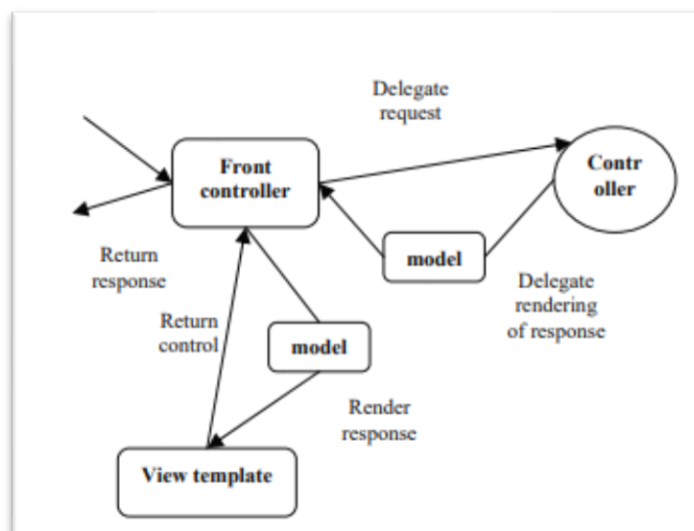 Delegate
request
Front
controller
Contr
oller
model
Return
response
Delegate
rendering
of response
Return
control
model
Render
response
View template